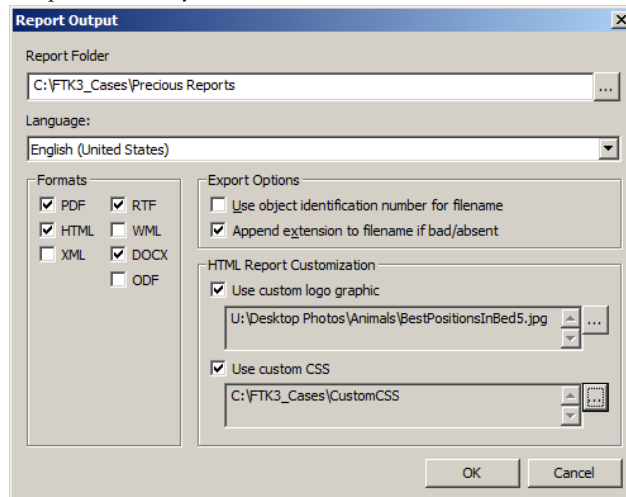 Report Output
Report Folder
C:\FTK3_Cases\Precious Reports
...
Language:
English (United States)
Formats
PDF
RTF
HTML
WML
XML
DOCX
ODF
Export Options
Use object identification number for filename
Append extension to filename if bad/absent
HTML Report Customization
Use custom logo graphic
U:\Desktop Photos\Animals\BestPositionsInBed5.jpg
...
Use custom CSS
C:\FTK3_Cases\CustomCSS
...
OK
Cancel